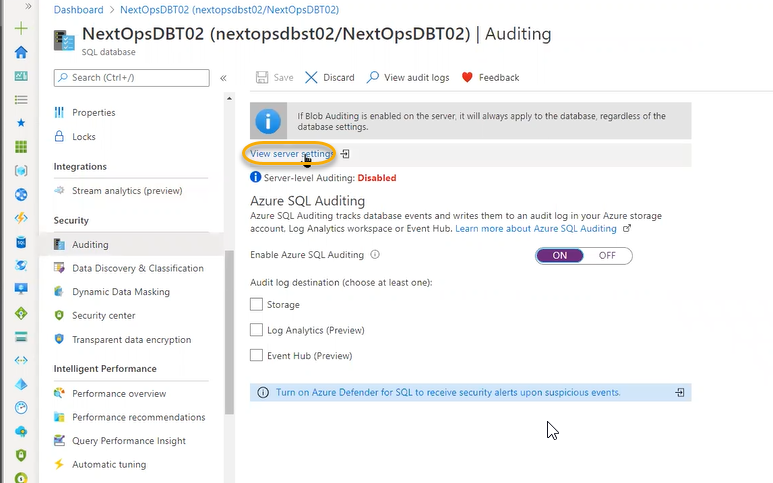 Dashboard > NextOpsDBT02 (nextopsdbst02/NextOpsDBT02)
NextOpsDBT02 (nextopsdbst02/NextOpsDBT02) | Auditing
SQL database
Search (Ctrl+/)
Save
Discard
View audit logs
Feedback
Properties
Locks
Integrations
Stream analytics (preview)
Security
Auditing
Data Discovery & Classification
Dynamic Data Masking
Security center
Transparent data encryption
Intelligent Performance
Performance overview
Performance recommendations
Query Performance Insight
Automatic tuning
If Blob Auditing is enabled on the server, it will always apply to the database, regardless of the
database settings.
View server settings
Server-level Auditing: Disabled
Azure SQL Auditing
Azure SQL Auditing tracks database events and writes them to an audit log in your Azure storage
account, Log Analytics workspace or Event Hub. Learn more about Azure SQL Auditing
Enable Azure SQL Auditing
ON
OFF
Audit log destination (choose at least one):
Storage
Log Analytics (Preview)
Event Hub (Preview)
Turn on Azure Defender for SQL to receive security alerts upon suspicious events.